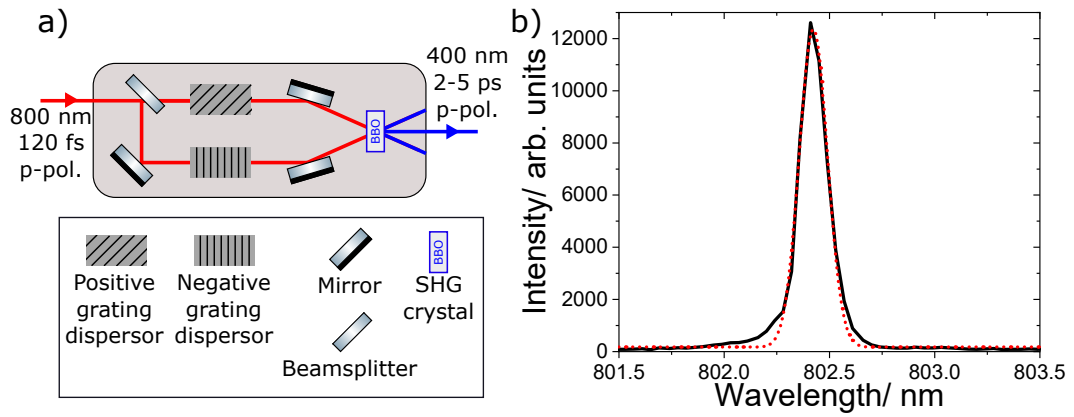 a)
800 nm
120 fs
p-pol.
BBO
400 nm
2-5 ps
p-pol.
Positive
grating
dispersor
Negative
grating
dispersor
Mirror
Beamsplitter
BBO
SHG
crystal
b)
Intensity/ arb. units
12000
10000
8000
6000
4000
2000
0
801.5 802.0 802.5 803.0 803.5
Wavelength/ nm